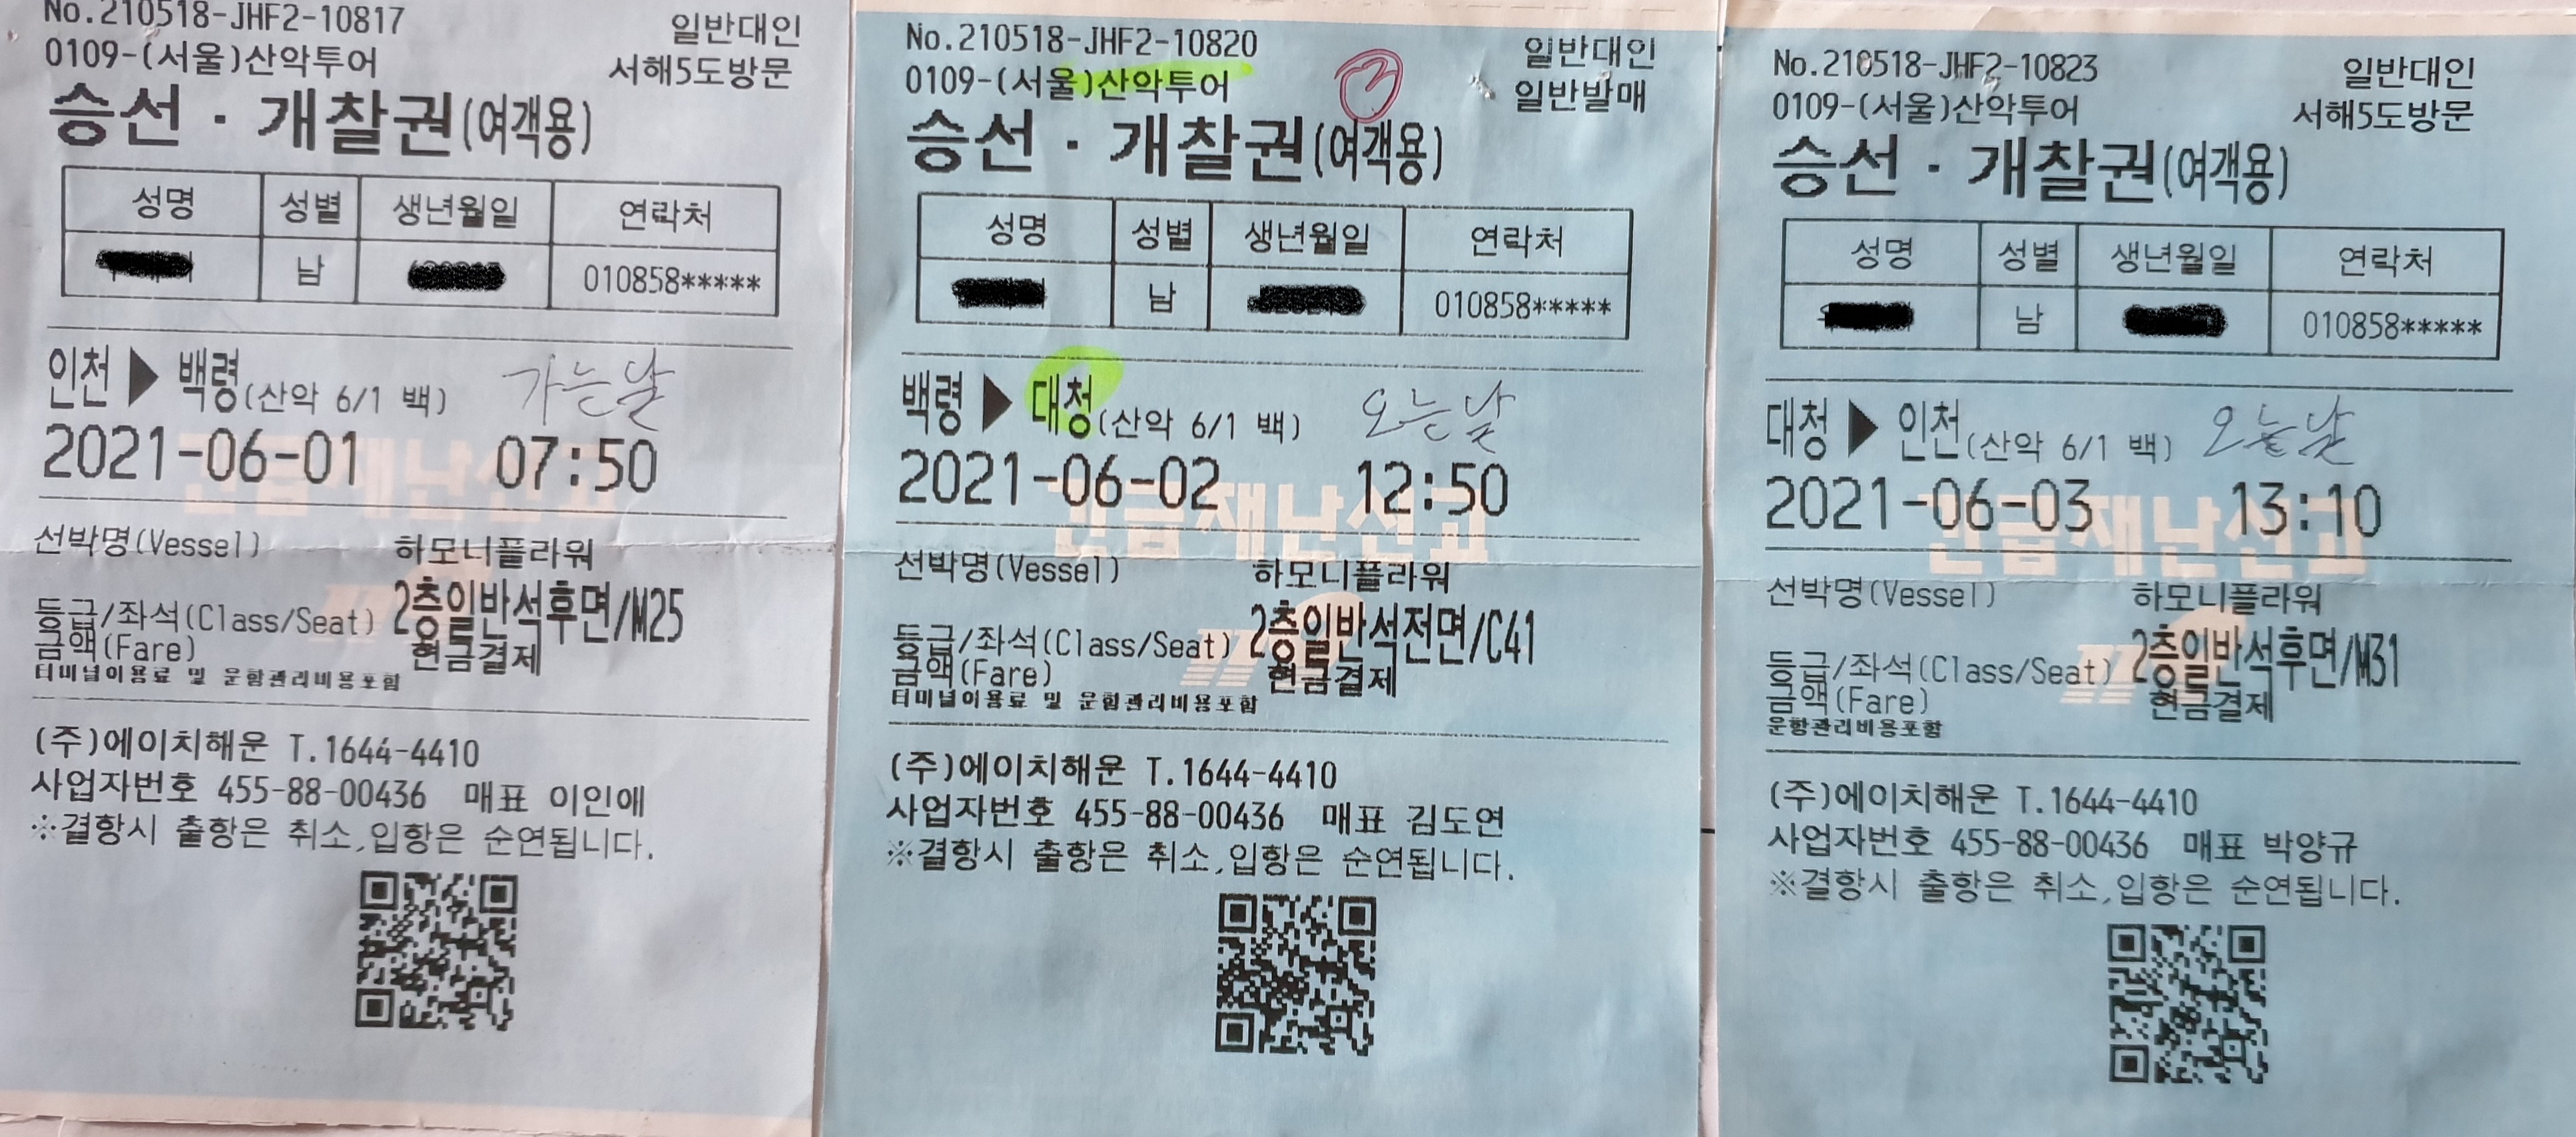 No.210518-JHF2-10817
일반대인
0109-(서울)산악투어
서해5도방문
승선 · 개찰권(여객용)
성명 성별 생년월일 연락처
남 010858*****
인천 ▶ 백령(산악 6/1 백) 가는날
2021-06-01 07:50
긴급재난신고
선박명(Vessel) 하모니플라워
등급/좌석(Class/Seat) 2층일반석후면/M25
금액(Fare) 현금결제
터미널이용료 및 운항관리비용포함
(주)에이치해운 T.1644-4410
사업자번호 455-88-00436 매표 이인애
※결항시 출항은 취소,입항은 순연됩니다.
No.210518-JHF2-10820
일반대인
0109-(서울)산악투어
일반발매
승선 · 개찰권(여객용)
성명 성별 생년월일 연락처
남 010858*****
백령 ▶ 대청(산악 6/1 백) 오는날
2021-06-02 12:50
긴급재난신고
선박명(Vessel) 하모니플라워
등급/좌석(Class/Seat) 2층일반석전면/C41
금액(Fare) 현금결제
터미널이용료 및 운항관리비용포함
(주)에이치해운 T.1644-4410
사업자번호 455-88-00436 매표 김도연
※결항시 출항은 취소,입항은 순연됩니다.
No.210518-JHF2-10823
일반대인
0109-(서울)산악투어
서해5도방문
승선 · 개찰권(여객용)
성명 성별 생년월일 연락처
남 010858*****
대청 ▶ 인천(산악 6/1 백) 오는날
2021-06-03 13:10
긴급재난신고
선박명(Vessel) 하모니플라워
등급/좌석(Class/Seat) 2층일반석후면/M31
금액(Fare) 현금결제
운항관리비용포함
(주)에이치해운 T.1644-4410
사업자번호 455-88-00436 매표 박양규
※결항시 출항은 취소,입항은 순연됩니다.